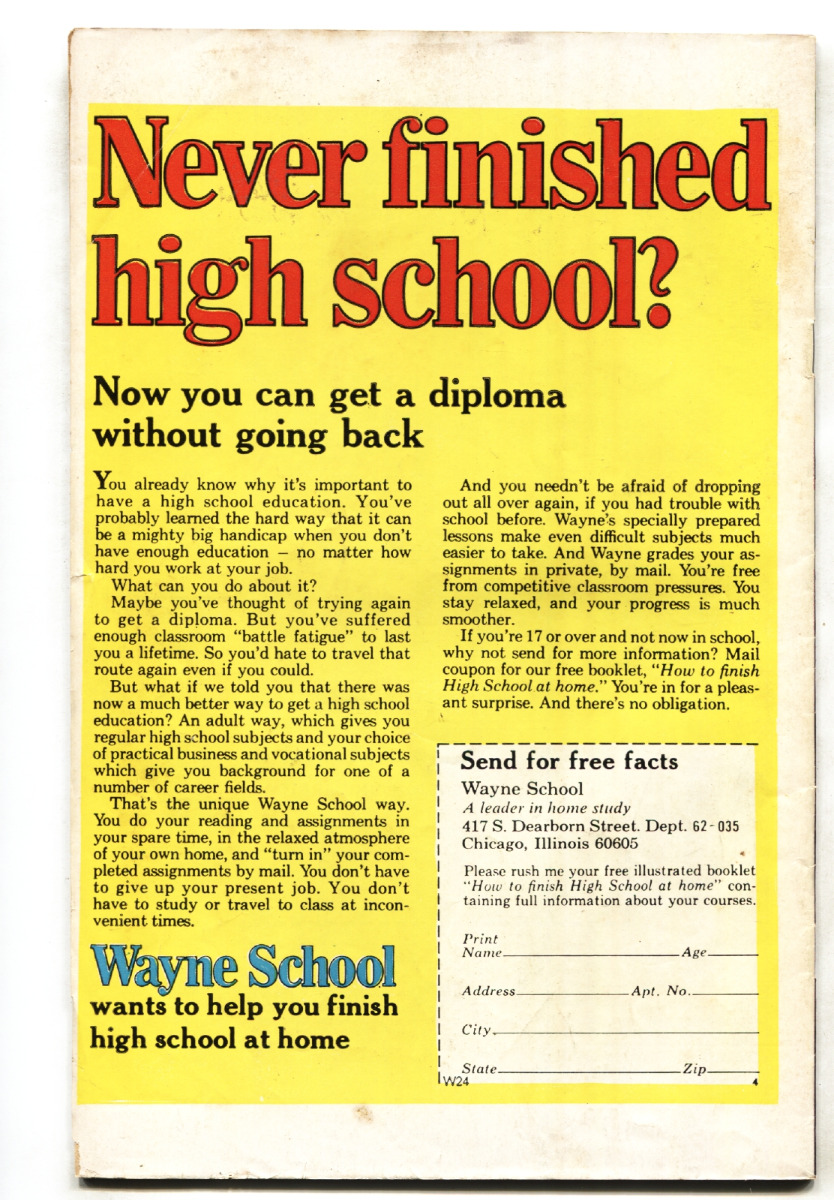 Never finished
high school?
Now you can get a diploma
without going back
You already know why it's important to
have a high school education. You've
probably learned the hard way that it can
be a mighty big handicap when you don't
have enough education – no matter how
hard you work at your job.
What can you do about it?
Maybe you've thought of trying again
to get a diploma. But you've suffered
enough classroom "battle fatigue" to last
you a lifetime. So you'd hate to travel that
route again even if you could.
But what if we told you that there was
now a much better way to get a high school
education? An adult way, which gives you
regular high school subjects and your choice
of practical business and vocational subjects
which give you background for one of a
number of career fields.
That's the unique Wayne School way.
You do your reading and assignments in
your spare time, in the relaxed atmosphere
of your own home, and "turn in" your com-
pleted assignments by mail. You don't have
to give up your present job. You don't
have to study or travel to class at incon-
venient times.
Wayne School
wants to help you finish
high school at home
And you needn't be afraid of dropping
out all over again, if you had trouble with
school before. Wayne's specially prepared
lessons make even difficult subjects much
easier to take. And Wayne grades your as-
signments in private, by mail. You're free
from competitive classroom pressures. You
stay relaxed, and your progress is much
smoother.
If you're 17 or over and not now in school,
why not send for more information? Mail
coupon for our free booklet, "How to finish
High School at home." You're in for a pleas-
ant surprise. And there's no obligation.
Send for free facts
Wayne School
A leader in home study
417 S. Dearborn Street. Dept. 62-035
Chicago, Illinois 60605
Please rush me your free illustrated booklet
"How to finish High School at home" con-
taining full information about your courses.
Print
Name Age
Address Apt. No.
City
State Zip
W24 4